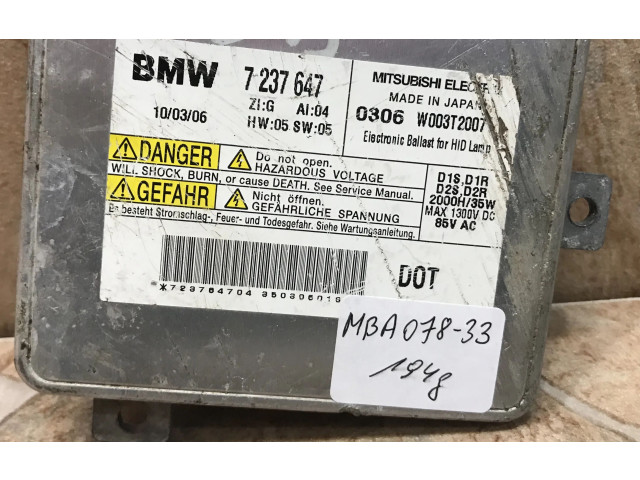 BMW 7 237 647
10/03/06 ZI:G AI:04
HW:05 SW:05
MITSUBISHI ELECTRIC
MADE IN JAPAN
0306 W003T2007
Electronic Ballast for HID Lamp
DANGER Do not open.
HAZARDOUS VOLTAGE
WILL SHOCK, BURN, or cause DEATH. See Service Manual.
GEFAHR Nicht öffnen.
GEFÄHRLICHE SPANNUNG
Es besteht Stromschlag-, Feuer- und Todesgefahr. Siehe Wartungsanleitung.
D1S,D1R
D2S,D2R
2000H/35W
MAX 1300V DC
85V AC
DOT
MBA078-33
1948